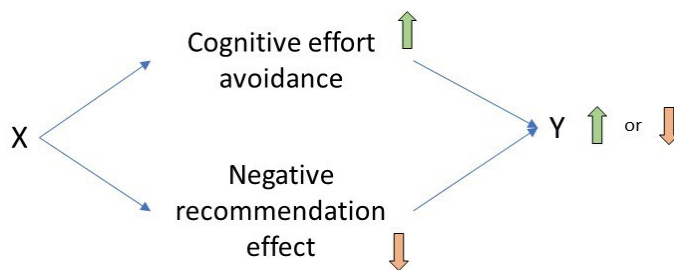 Cognitive effort
avoidance
X
Y or
Negative
recommendation
effect